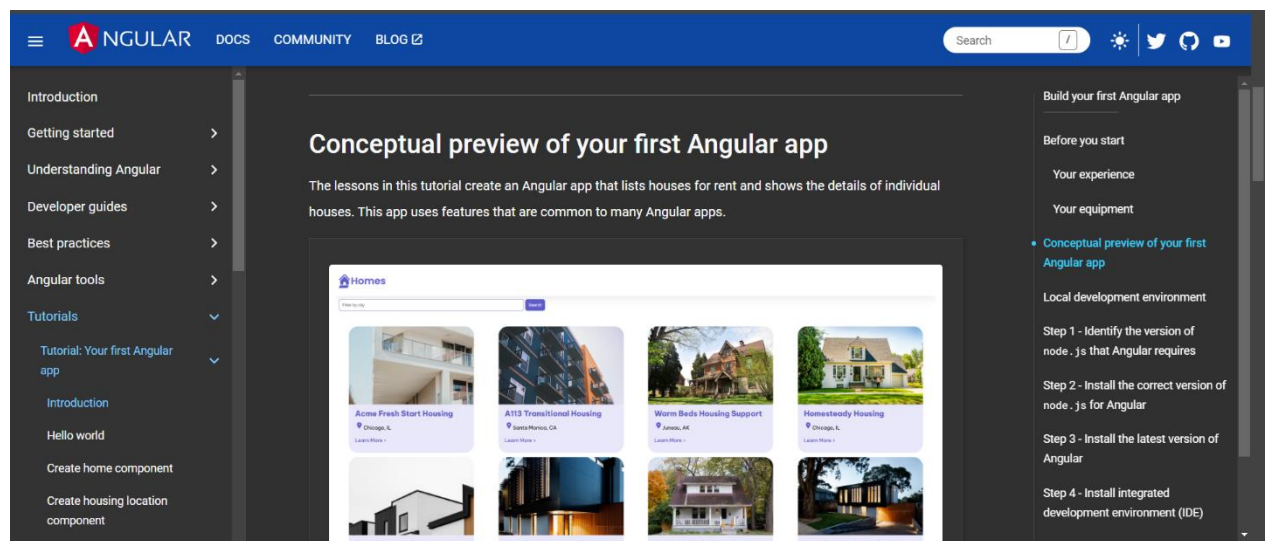 ANGULAR DOCS COMMUNITY BLOG
Search /
Introduction
Getting started
Understanding Angular
Developer guides
Best practices
Angular tools
Tutorials
Tutorial: Your first Angular
app
Introduction
Hello world
Create home component
Create housing location
component
Conceptual preview of your first Angular app
The lessons in this tutorial create an Angular app that lists houses for rent and shows the details of individual
houses. This app uses features that are common to many Angular apps.
Homes
Filter by city
Search
Acme Fresh Start Housing
Chicago, IL
Learn More
A113 Transitional Housing
Santa Monica, CA
Learn More
Warm Beds Housing Support
Juneau, AK
Learn More
Homesteady Housing
Chicago, IL
Learn More
Build your first Angular app
Before you start
Your experience
Your equipment
Conceptual preview of your first
Angular app
Local development environment
Step 1 - Identify the version of
node.js that Angular requires
Step 2 - Install the correct version of
node.js for Angular
Step 3 - Install the latest version of
Angular
Step 4 - Install integrated
development environment (IDE)